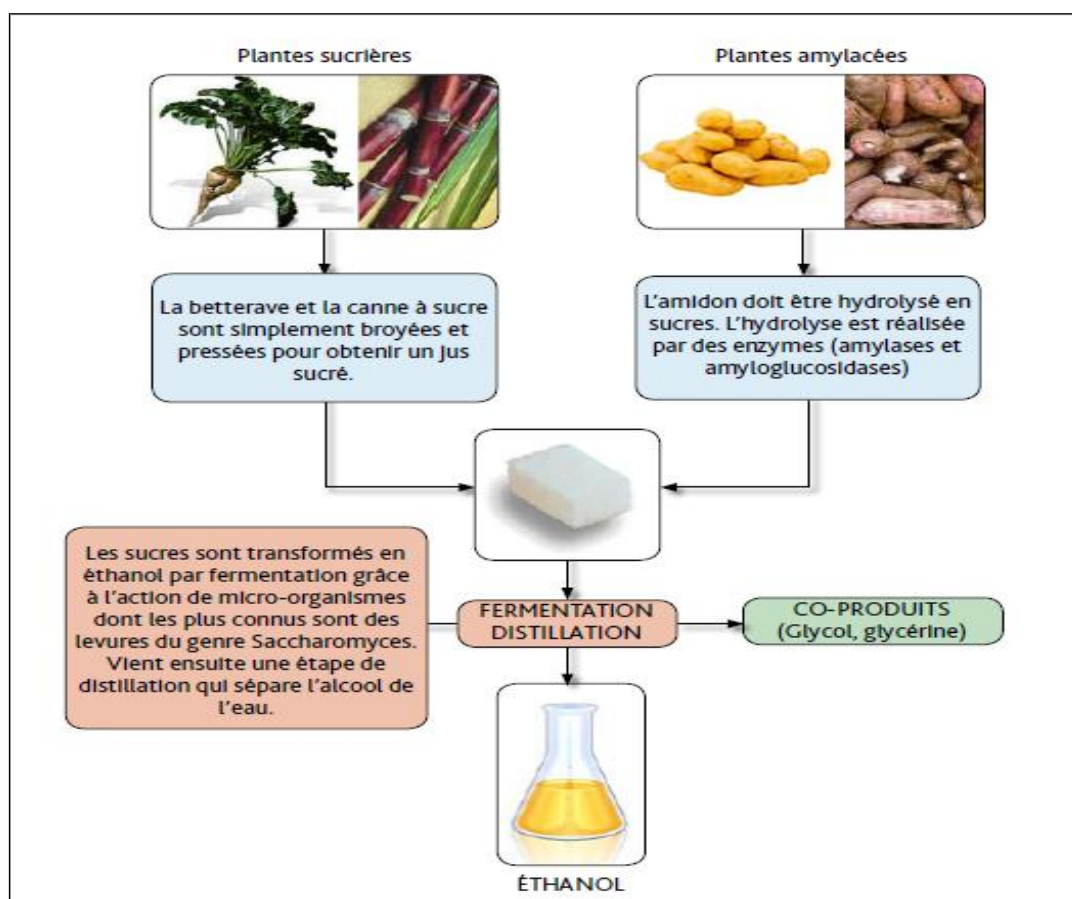 Plantes sucrières
Plantes amylacées
La betterave et la canne à sucre
sont simplement broyées et
pressées pour obtenir un jus
sucré.
L'amidon doit être hydrolysé en
sucres. L'hydrolyse est réalisée
par des enzymes (amylases et
amyloglucosidases)
Les sucres sont transformés en
éthanol par fermentation grâce
à l'action de micro-organismes
dont les plus connus sont des
levures du genre Saccharomyces.
Vient ensuite une étape de
distillation qui sépare l'alcool de
l'eau.
FERMENTATION
DISTILLATION
CO-PRODUITS
(Glycol, glycérine)
ÉTHANOL